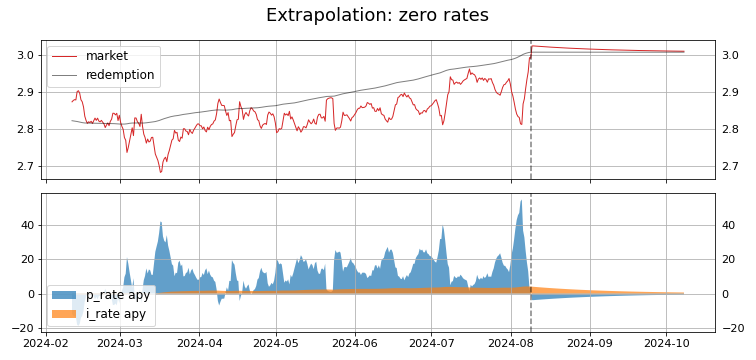 Extrapolation: zero rates
market
redemption
3.0 3.0
2.9 2.9
2.8 2.8
2.7 2.7
40 40
20 20
0 0
−20 −20
p_rate apy
i_rate apy
2024-02 2024-03 2024-04 2024-05 2024-06 2024-07 2024-08 2024-09 2024-10